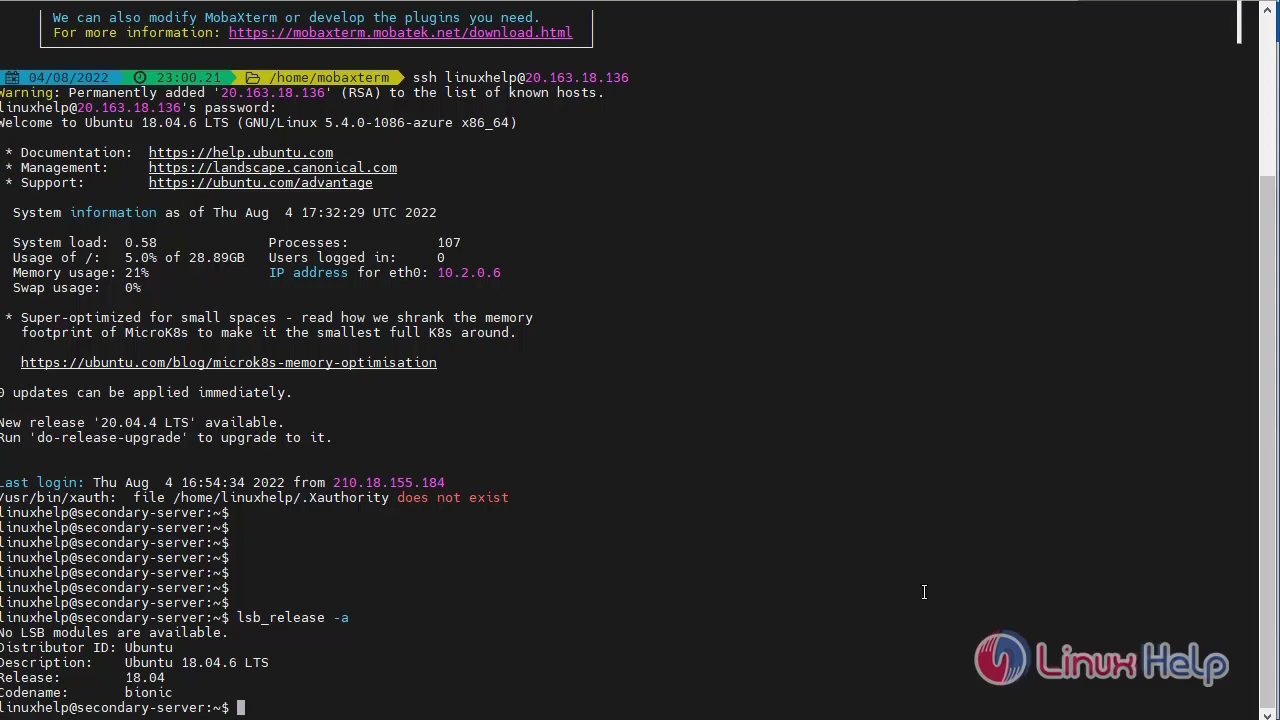 We can also modify MobaXterm or develop the plugins you need.
For more information: https://mobaxterm.mobatek.net/download.html
04/08/2022 23:00.21 /home/mobaxterm ssh linuxhelp@20.163.18.136
Warning: Permanently added '20.163.18.136' (RSA) to the list of known hosts.
linuxhelp@20.163.18.136's password:
Welcome to Ubuntu 18.04.6 LTS (GNU/Linux 5.4.0-1086-azure x86_64)
* Documentation: https://help.ubuntu.com
* Management: https://landscape.canonical.com
* Support: https://ubuntu.com/advantage
System information as of Thu Aug 4 17:32:29 UTC 2022
System load: 0.58 Processes: 107
Usage of /: 5.0% of 28.89GB Users logged in: 0
Memory usage: 21% IP address for eth0: 10.2.0.6
Swap usage: 0%
* Super-optimized for small spaces - read how we shrank the memory
footprint of MicroK8s to make it the smallest full K8s around.
https://ubuntu.com/blog/microk8s-memory-optimisation
0 updates can be applied immediately.
New release '20.04.4 LTS' available.
Run 'do-release-upgrade' to upgrade to it.
Last login: Thu Aug 4 16:54:34 2022 from 210.18.155.184
/usr/bin/xauth: file /home/linuxhelp/.Xauthority does not exist
linuxhelp@secondary-server:~$
linuxhelp@secondary-server:~$
linuxhelp@secondary-server:~$
linuxhelp@secondary-server:~$
linuxhelp@secondary-server:~$
linuxhelp@secondary-server:~$
linuxhelp@secondary-server:~$
linuxhelp@secondary-server:~$ lsb_release -a
No LSB modules are available.
Distributor ID: Ubuntu
Description: Ubuntu 18.04.6 LTS
Release: 18.04
Codename: bionic
linuxhelp@secondary-server:~$
Linux Help